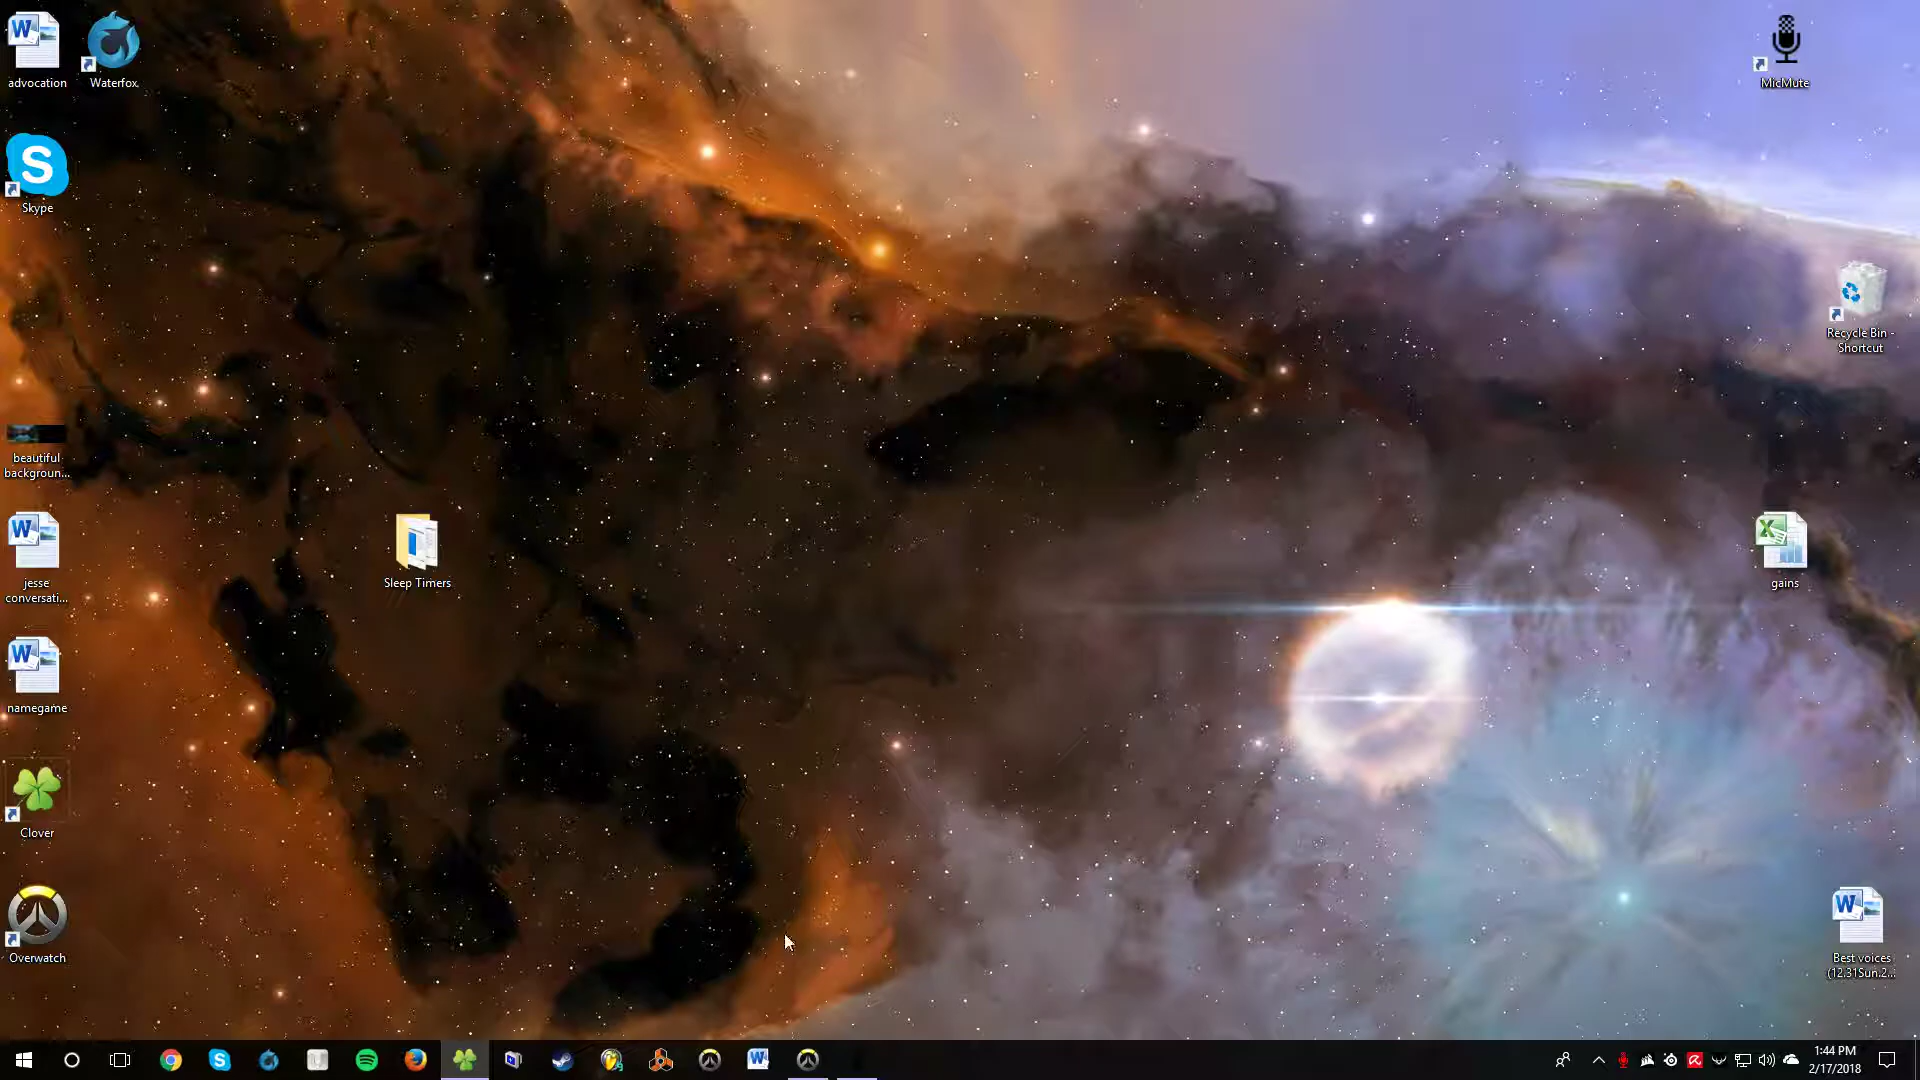 advocation
Waterfox
MicMute
Skype
Recycle Bin -
Shortcut
beautiful
backgroun...
jesse
conversati...
Sleep Timers
gains
namegame
Clover
Overwatch
Best voices
(12.31Sun.2...
1:44 PM
2/17/2018